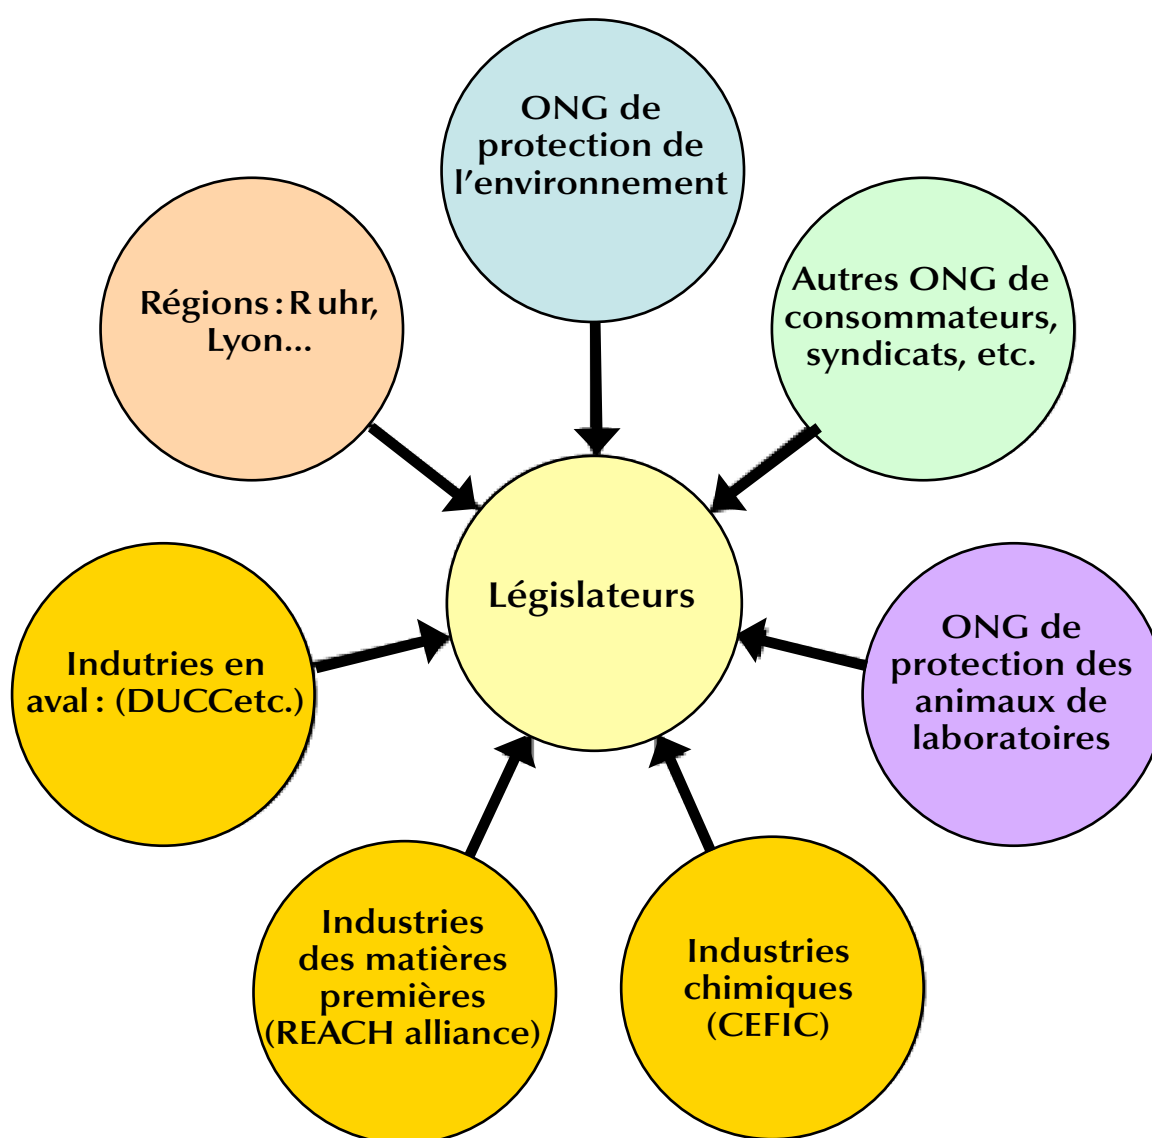 ONG de
protection de
l’environnement
Régions : R uhr,
Lyon...
Autres ONG de
consommateurs,
syndicats, etc.
Législateurs
Indutries en
aval : (DUCCetc.)
ONG de
protection des
animaux de
laboratoires
Industries
des matières
premières
(REACH alliance)
Industries
chimiques
(CEFIC)